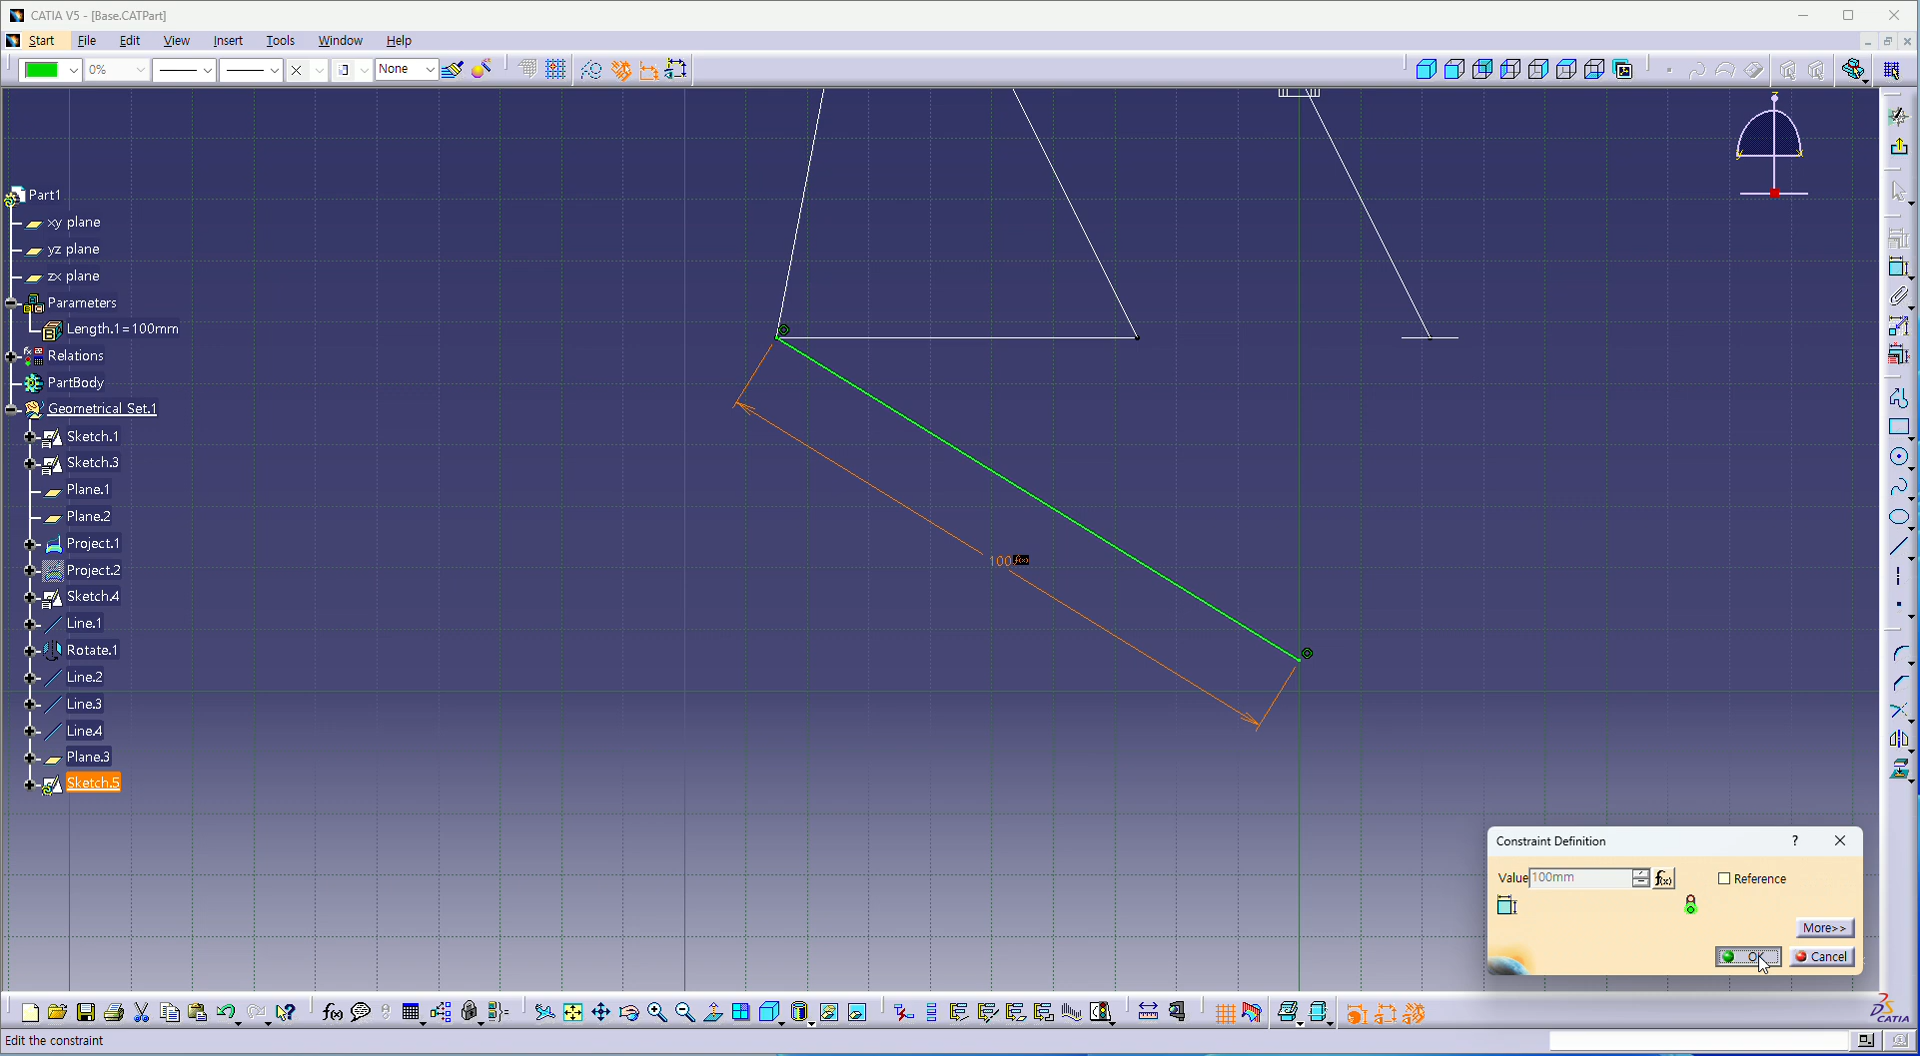 CATIA V5 - [Base.CATPart]
Start File Edit View Insert Tools Window Help
0% None
z
Part1
xy plane
yz plane
zx plane
Parameters
Length.1=100mm
Relations
PartBody
Geometrical Set.1
Sketch.1
Sketch.3
Plane.1
Plane.2
Project.1
Project.2
Sketch.4
Line.1
Rotate.1
Line.2
Line.3
Line.4
Plane.3
Sketch.5
100 f(x)
Constraint Definition ?
Value 100mm f(x) Reference
More>>
OK Cancel
f(x)
CATIA
Edit the constraint